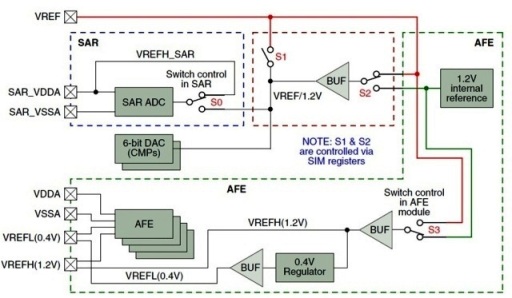 VREF
SAR
AFE
VREFH_SAR
S1
Switch control
in SAR
BUF
S2
1.2V
internal
reference
SAR_VDDA
SAR ADC
S0
VREF/1.2V
SAR_VSSA
6-bit DAC
(CMPs)
NOTE: S1 & S2
are controlled via
SIM registers
AFE
Switch control
in AFE
module
VDDA
VSSA
AFE
VREFH(1.2V)
BUF
S3
VREFL(0.4V)
VREFH(1.2V)
VREFL(0.4V)
BUF
0.4V
Regulator